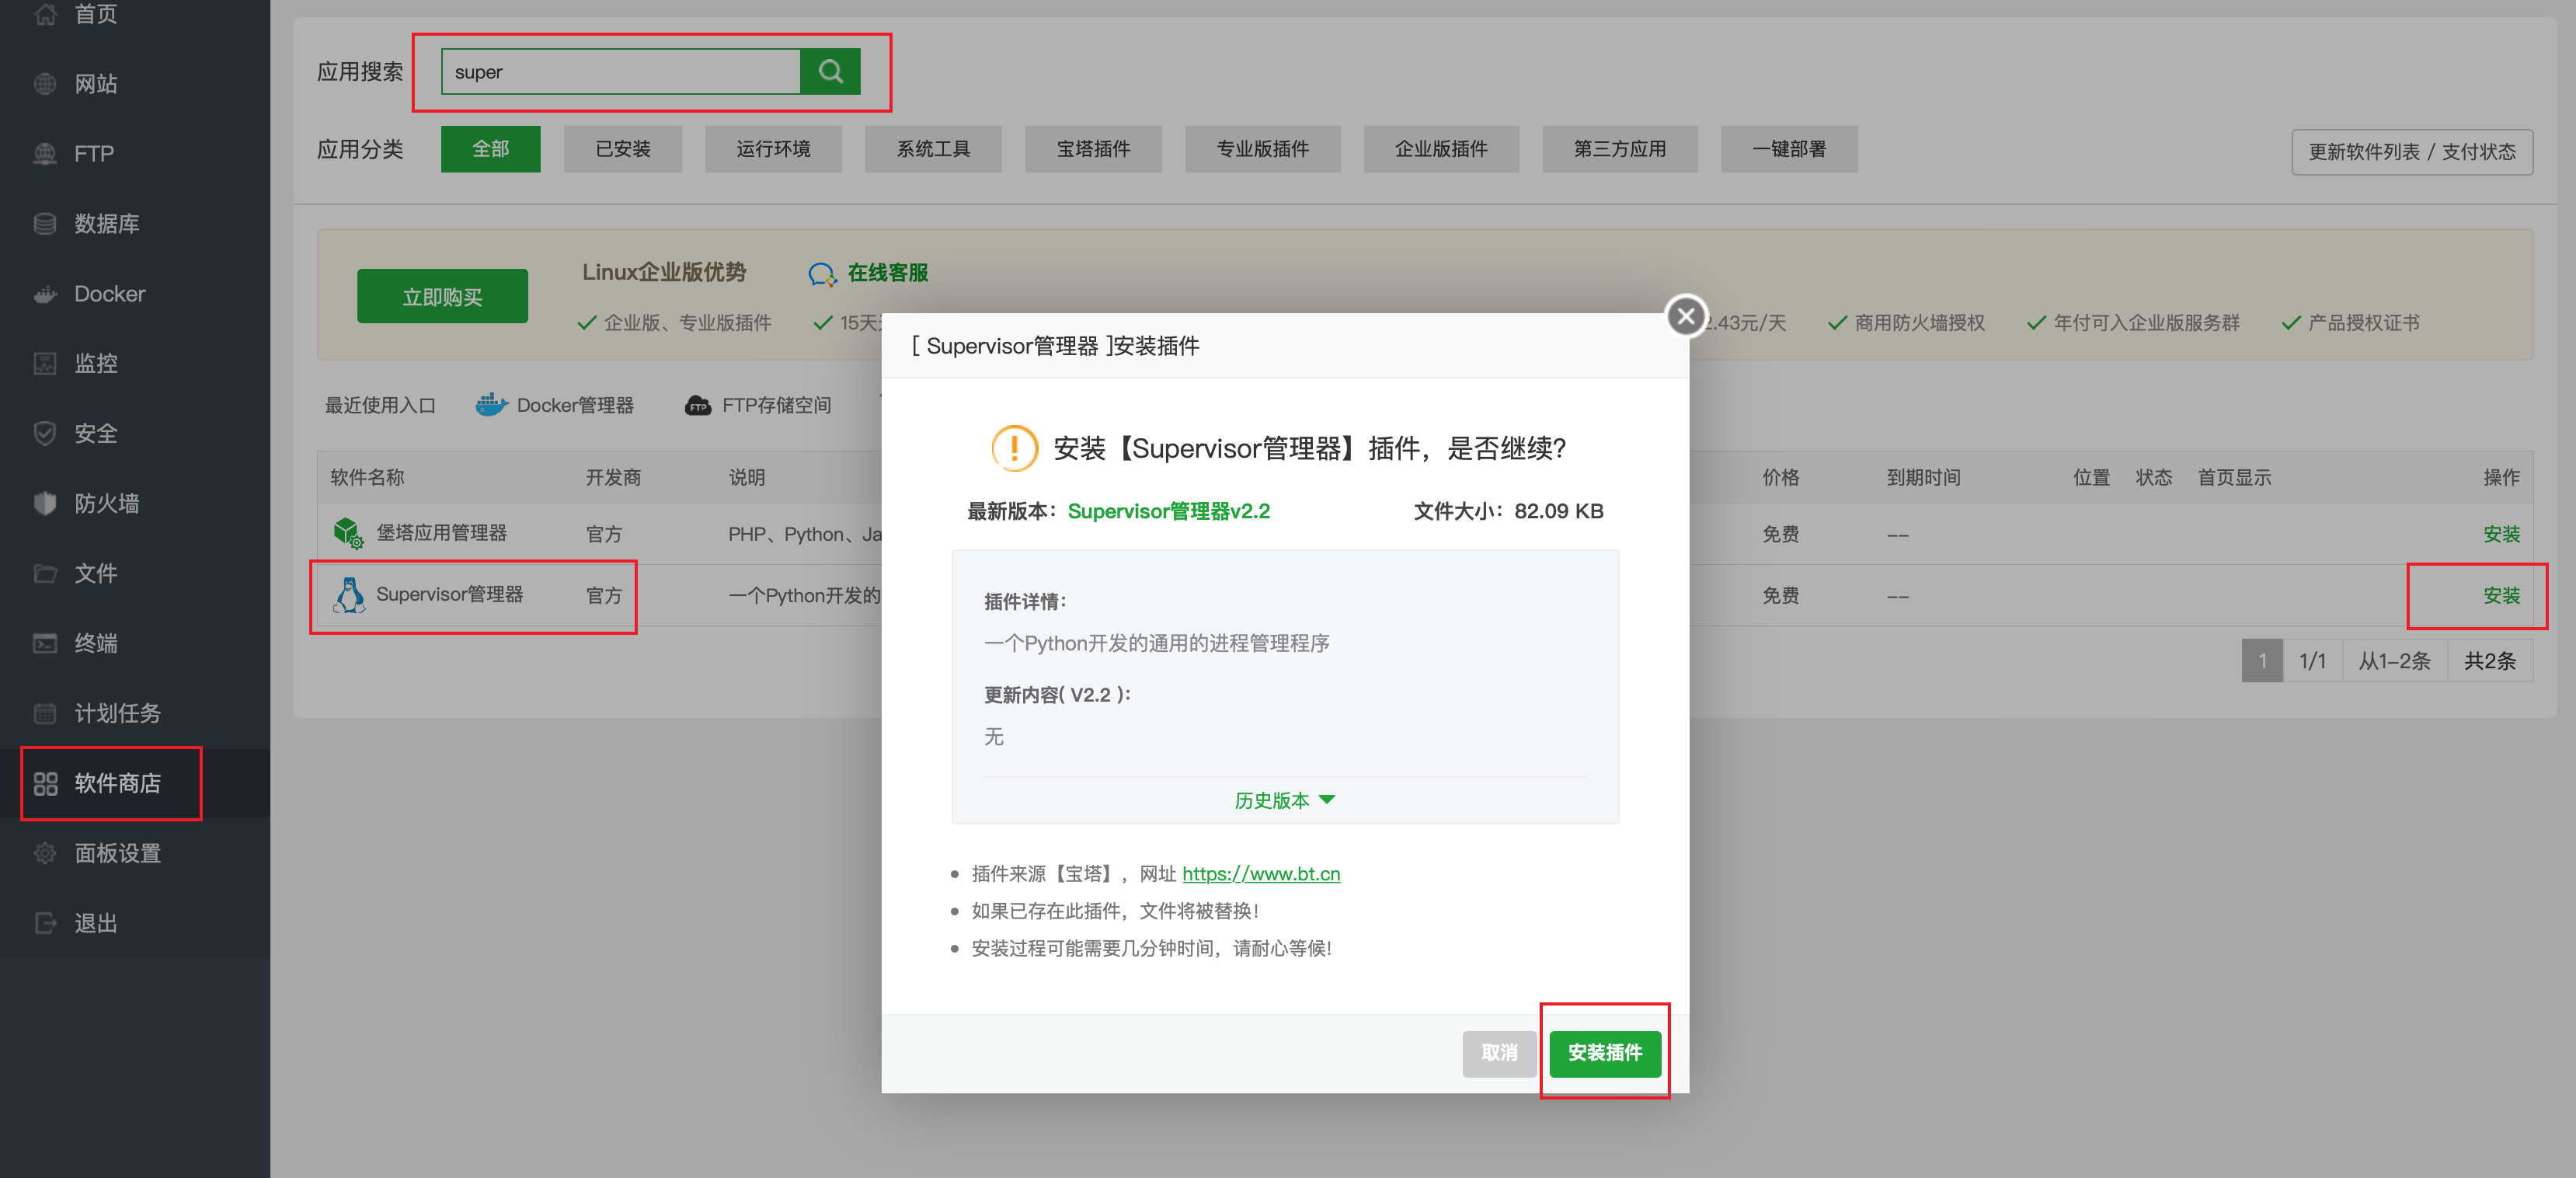 首页
网站
FTP
数据库
Docker
监控
安全
防火墙
文件
终端
计划任务
软件商店
面板设置
退出
应用搜索 super
应用分类 全部 已安装 运行环境 系统工具 宝塔插件 专业版插件 企业版插件 第三方应用 一键部署 更新软件列表 / 支付状态
立即购买 Linux企业版优势 在线客服
企业版、专业版插件 15天 2.43元/天 商用防火墙授权 年付可入企业版服务群 产品授权证书
最近使用入口 Docker管理器 FTP FTP存储空间
软件名称 开发商 说明 价格 到期时间 位置 状态 首页显示 操作
堡塔应用管理器 官方 PHP、Python、Ja 免费 -- 安装
Supervisor管理器 官方 一个Python开发的 免费 -- 安装
1 1/1 从1-2条 共2条
[ Supervisor管理器 ]安装插件
安装【Supervisor管理器】插件，是否继续?
最新版本：Supervisor管理器v2.2 文件大小：82.09 KB
插件详情：
一个Python开发的通用的进程管理程序
更新内容( V2.2 )：
无
历史版本
插件来源【宝塔】，网址 https://www.bt.cn
如果已存在此插件，文件将被替换！
安装过程可能需要几分钟时间，请耐心等候!
取消 安装插件